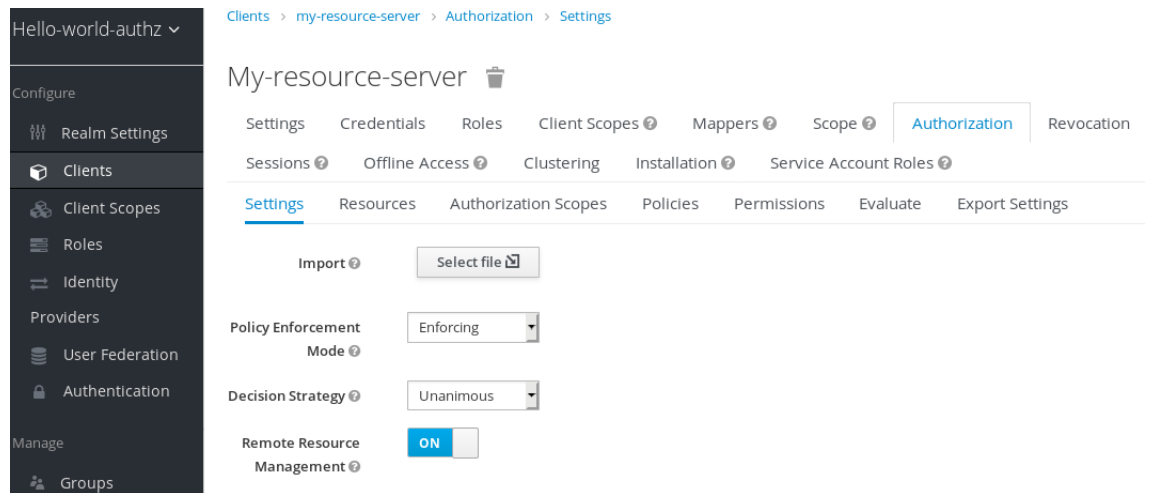 Hello-world-authz
Configure
Realm Settings
Clients
Client Scopes
Roles
Identity
Providers
User Federation
Authentication
Manage
Groups
Clients > my-resource-server > Authorization > Settings
My-resource-server
Settings Credentials Roles Client Scopes Mappers Scope Authorization Revocation
Sessions Offline Access Clustering Installation Service Account Roles
Settings Resources Authorization Scopes Policies Permissions Evaluate Export Settings
Import Select file
Policy Enforcement
Mode
Enforcing
Decision Strategy Unanimous
Remote Resource
Management
ON